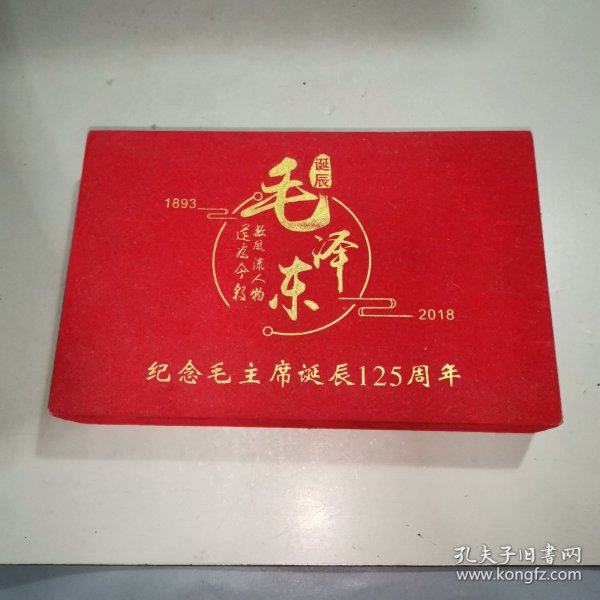 诞辰
1893
毛泽东
数风流人物
还看今朝
2018
纪念毛主席诞辰125周年
孔夫子旧书网
www.kongfz.com